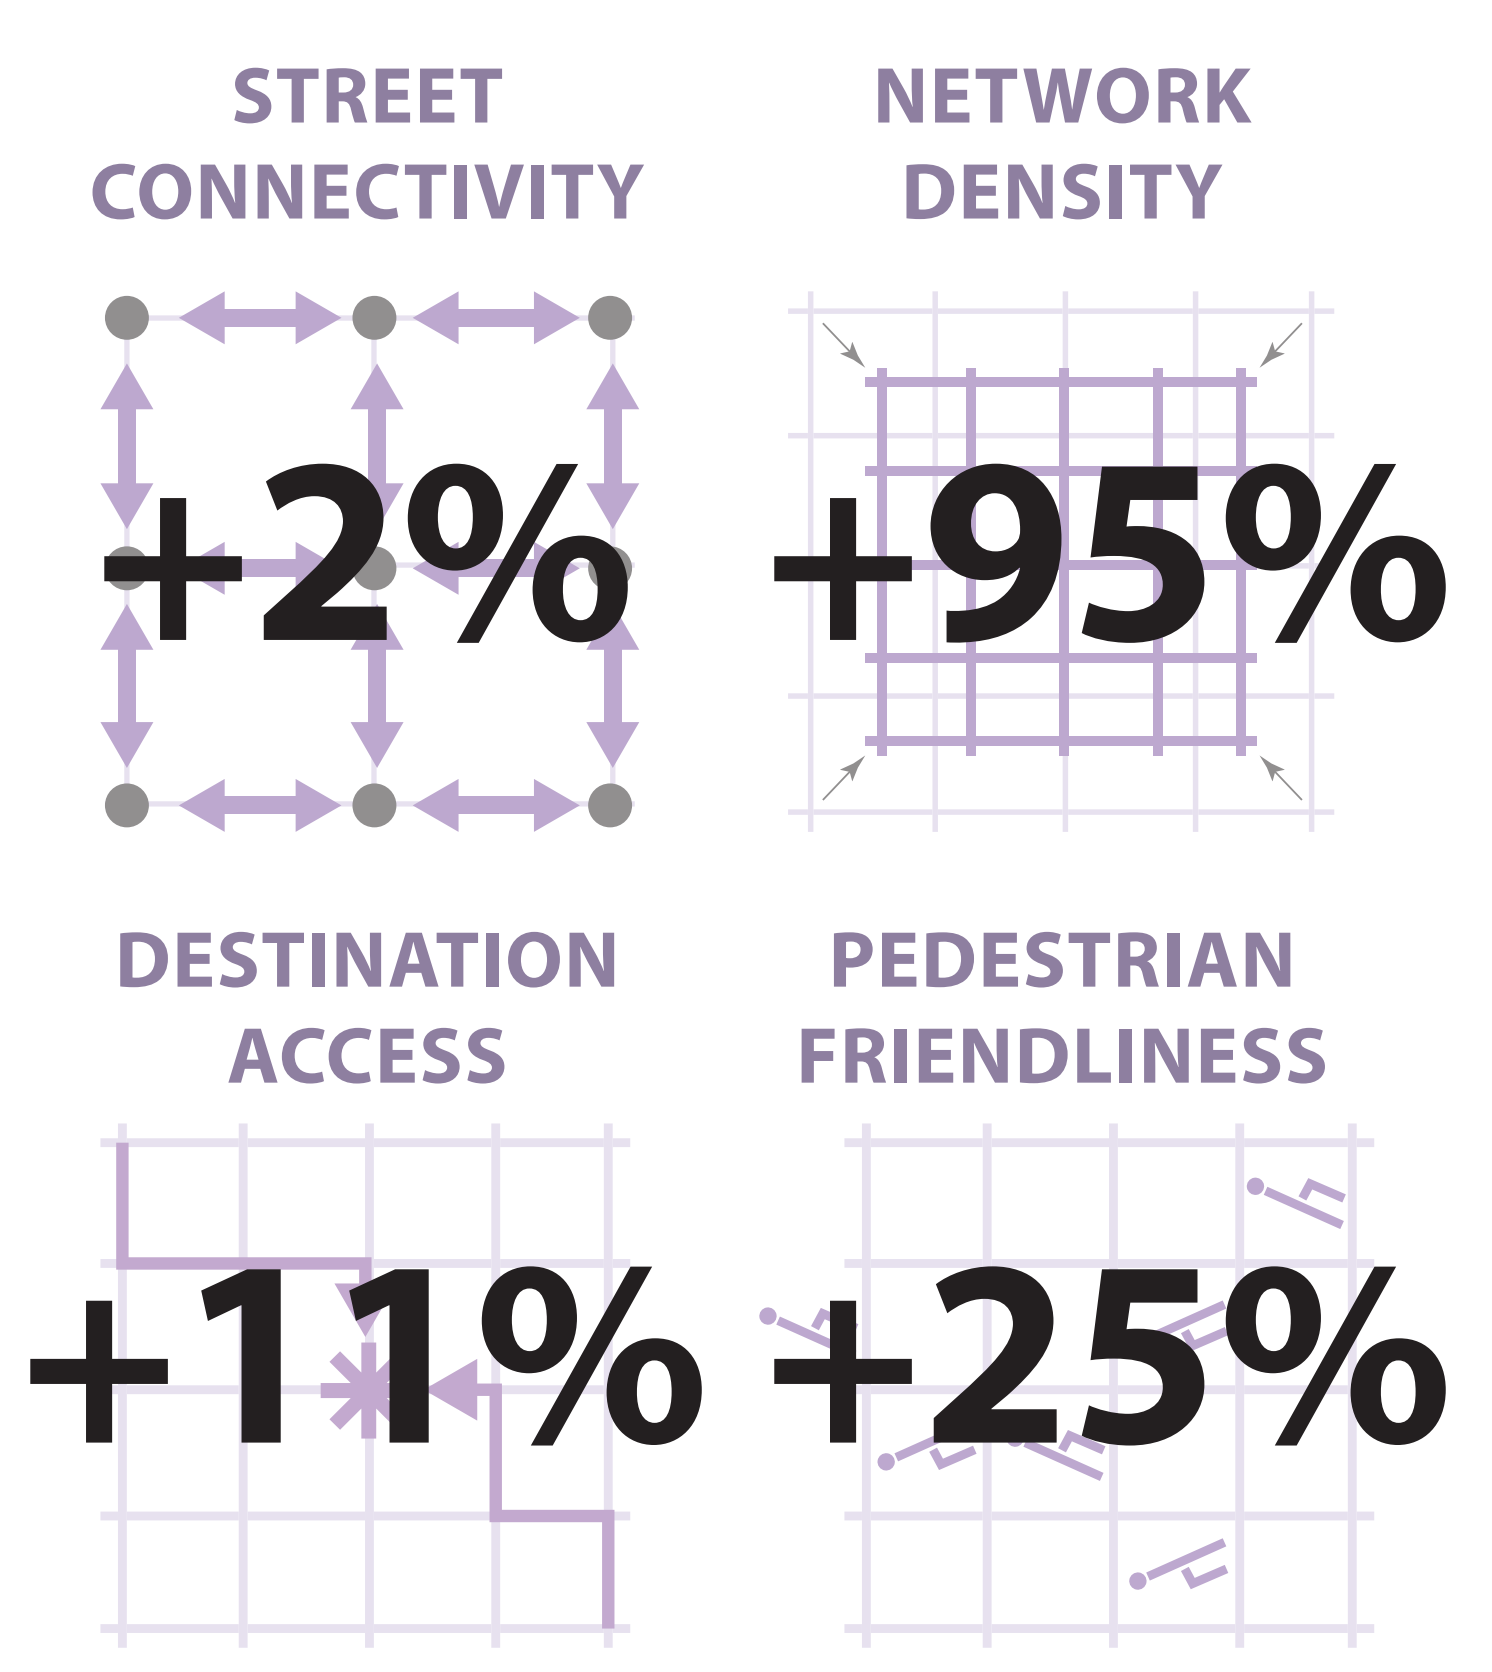 STREET
CONNECTIVITY
+2%
NETWORK
DENSITY
+95%
DESTINATION
ACCESS
+11%
PEDESTRIAN
FRIENDLINESS
+25%